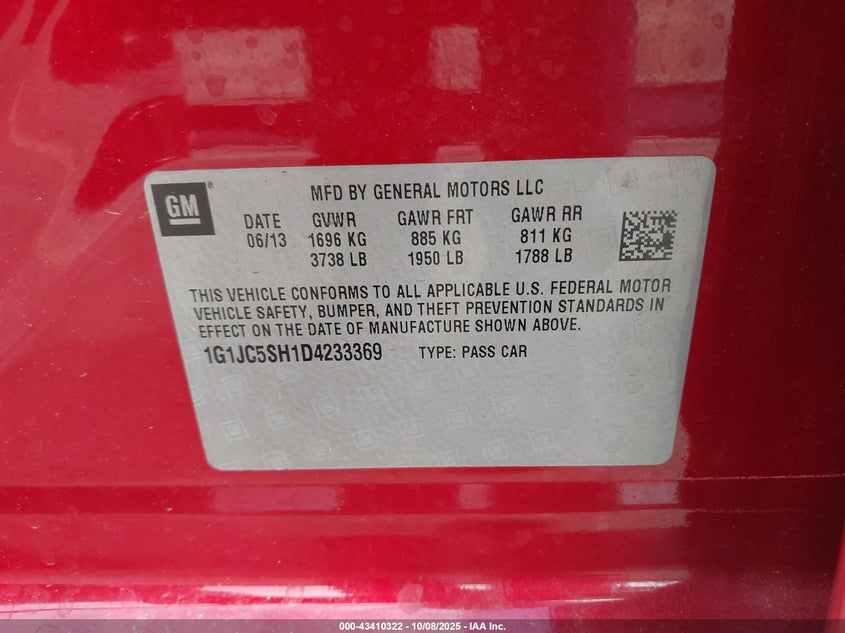 GM
MFD BY GENERAL MOTORS LLC
DATE GVWR GAWR FRT GAWR RR
06/13 1696 KG 885 KG 811 KG
3738 LB 1950 LB 1788 LB
THIS VEHICLE CONFORMS TO ALL APPLICABLE U.S. FEDERAL MOTOR
VEHICLE SAFETY, BUMPER, AND THEFT PREVENTION STANDARDS IN
EFFECT ON THE DATE OF MANUFACTURE SHOWN ABOVE.
1G1JC5SH1D4233369 TYPE: PASS CAR
000-43410322 - 10/08/2025 - IAA Inc.